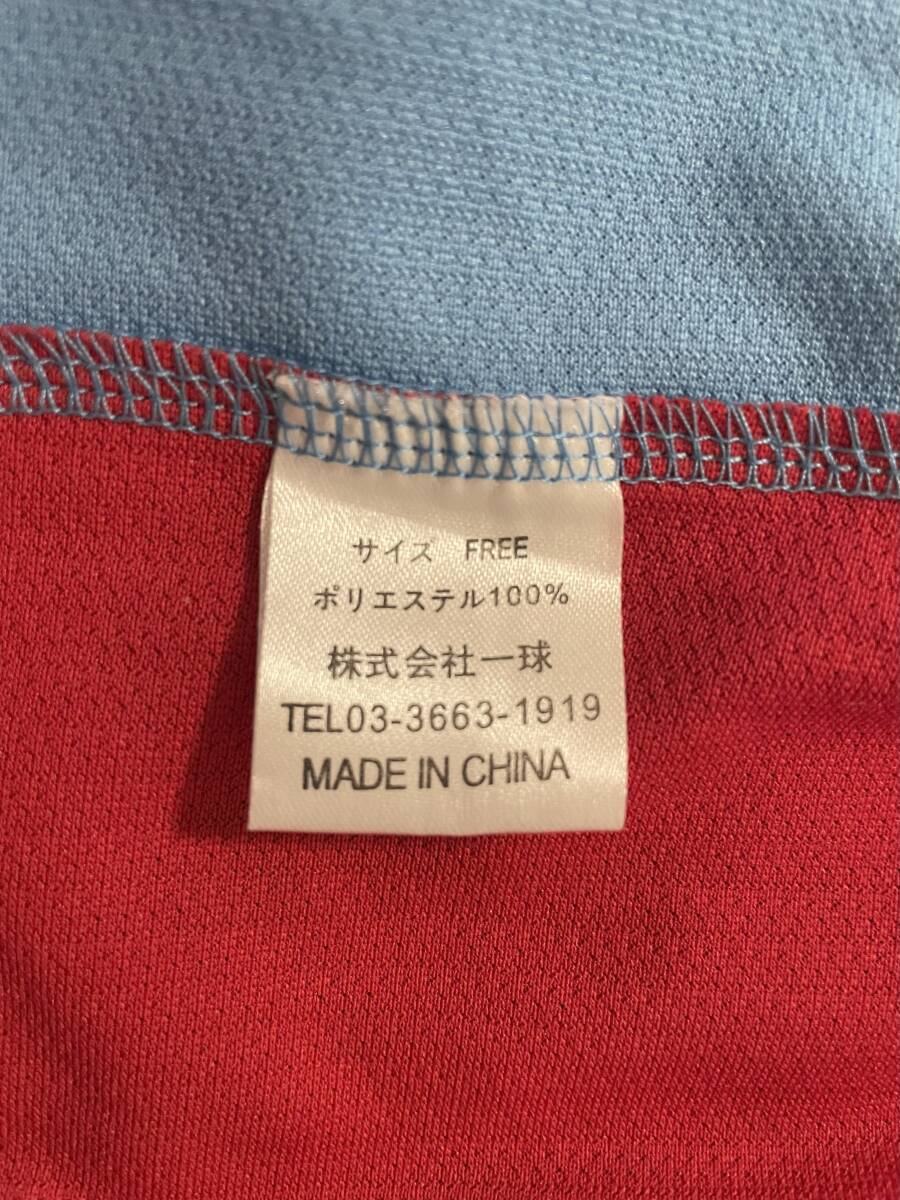 サイズ FREE
ポリエステル100%
株式会社一球
TEL03-3663-1919
MADE IN CHINA